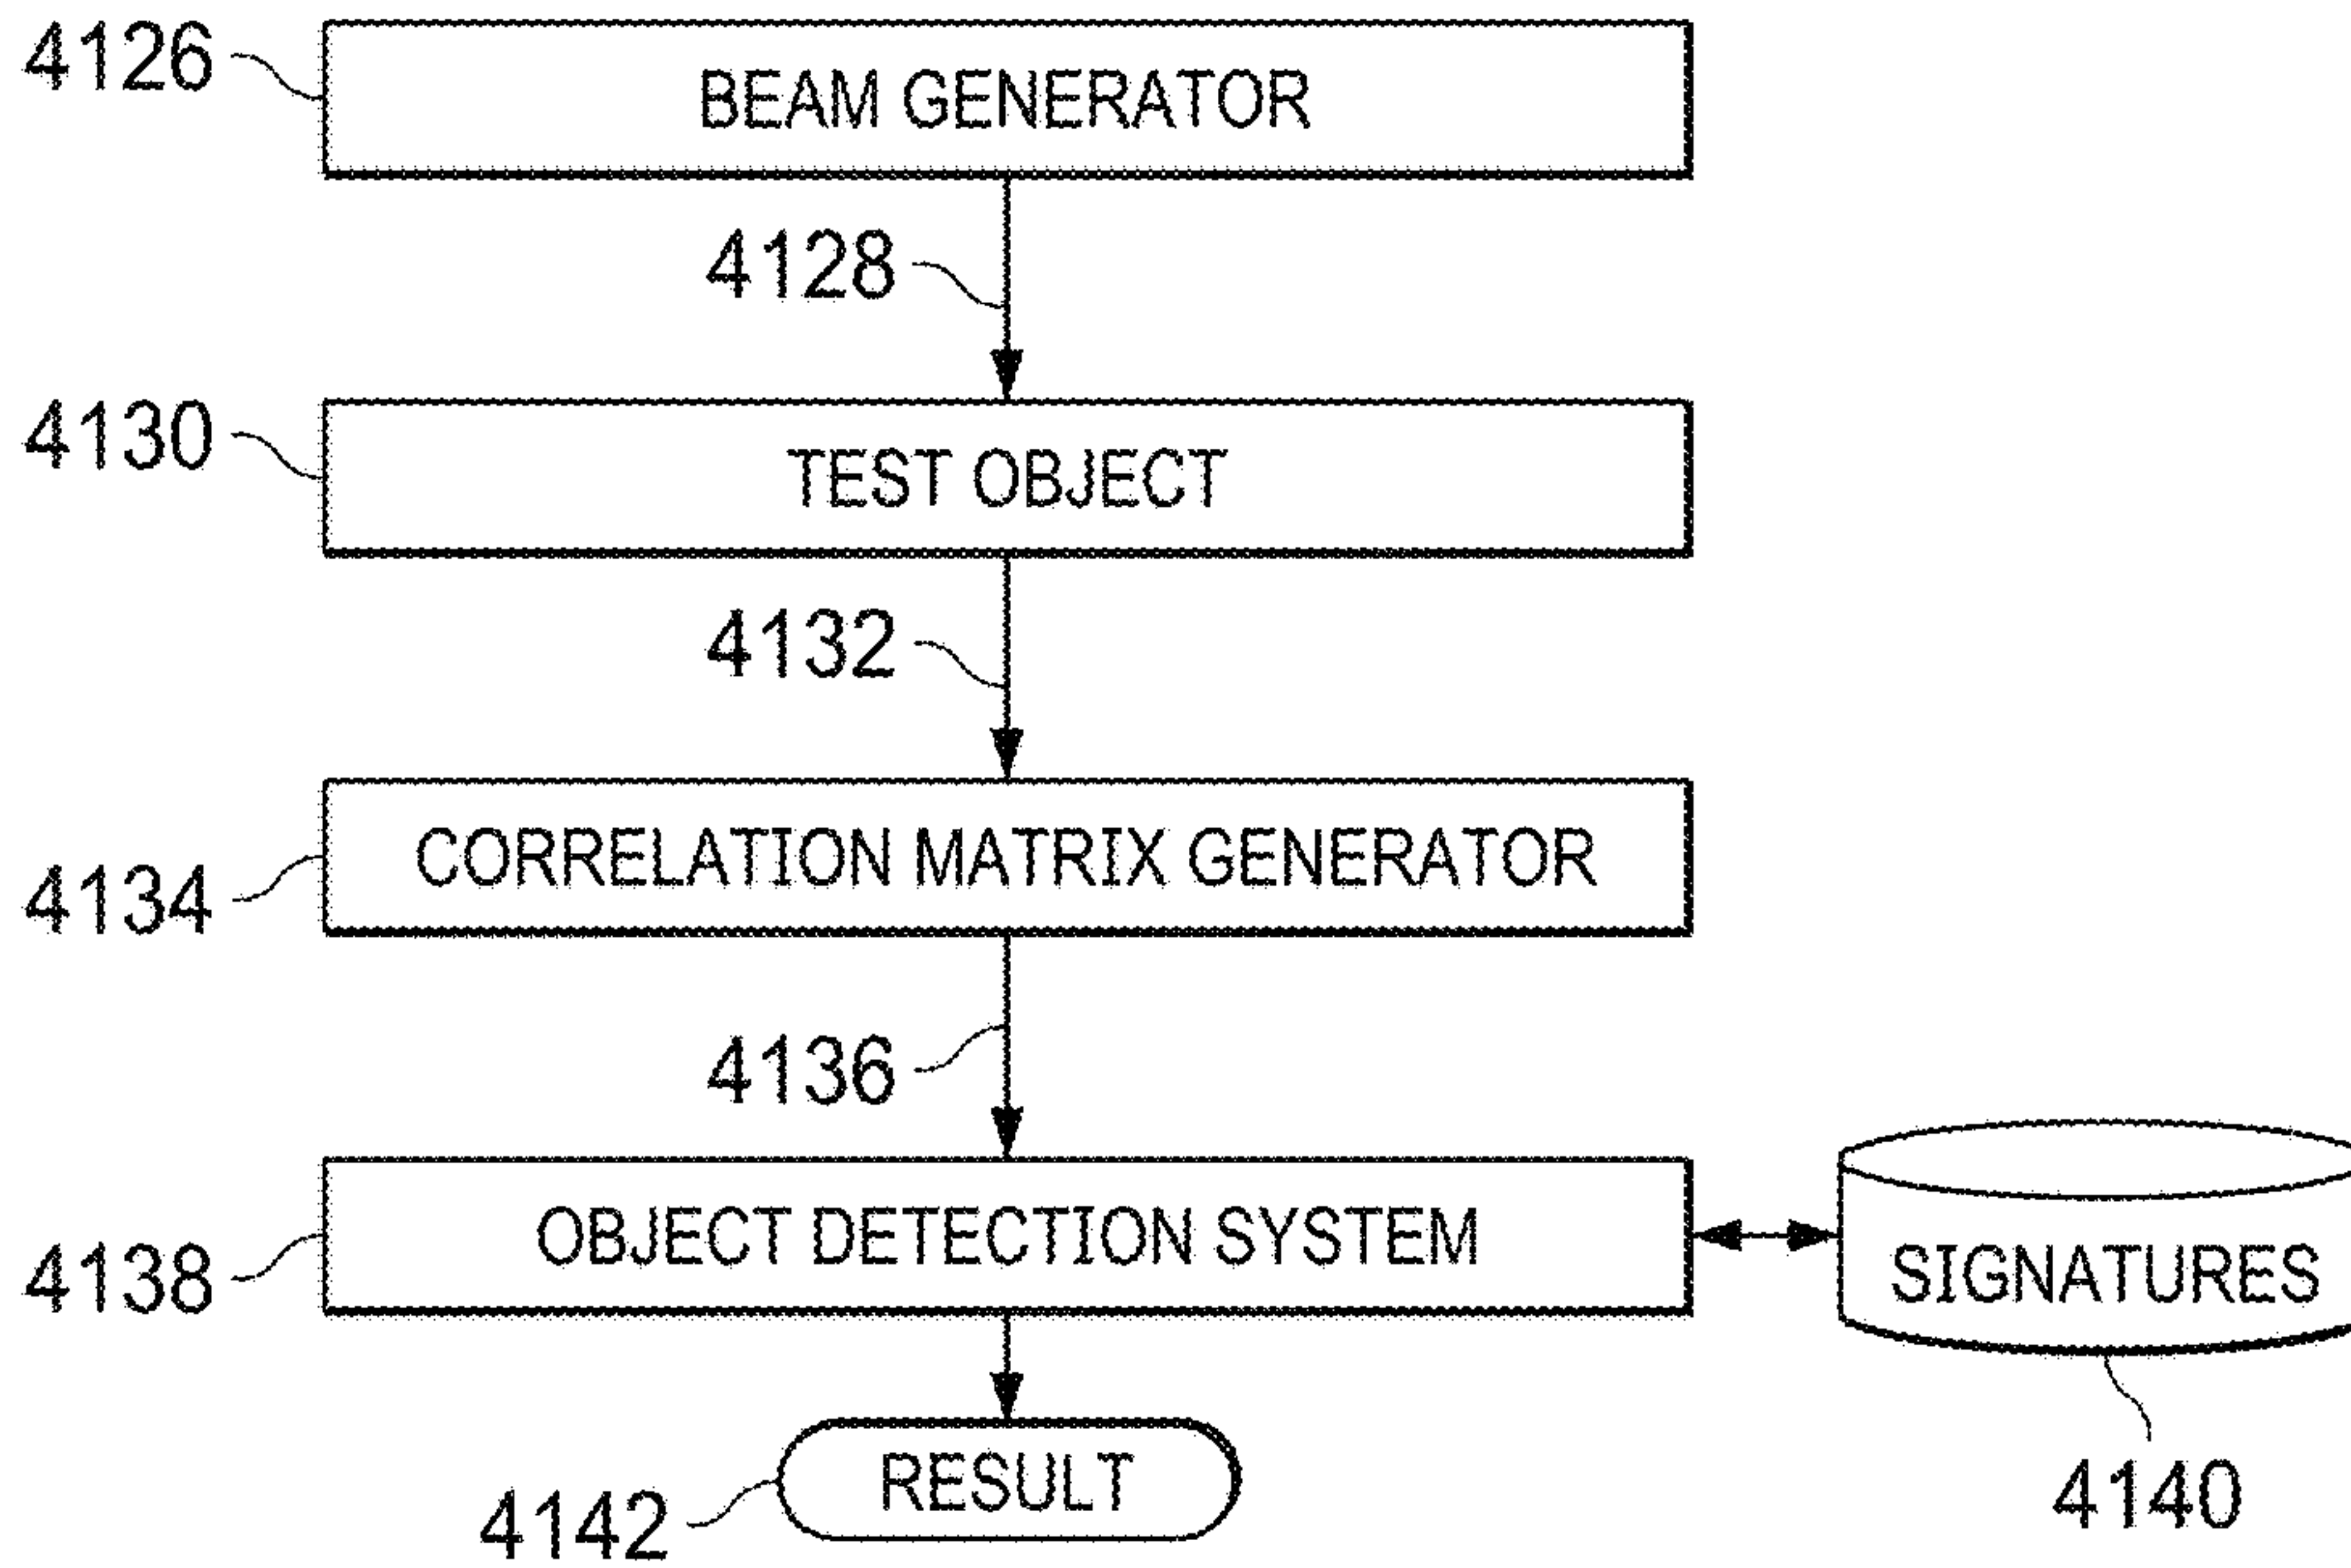 4126
BEAM GENERATOR
4128
4130
TEST OBJECT
4132
CORRELATION MATRIX GENERATOR
4134
4136
OBJECT DETECTION SYSTEM
4138
SIGNATURES
RESULT
4142
4140